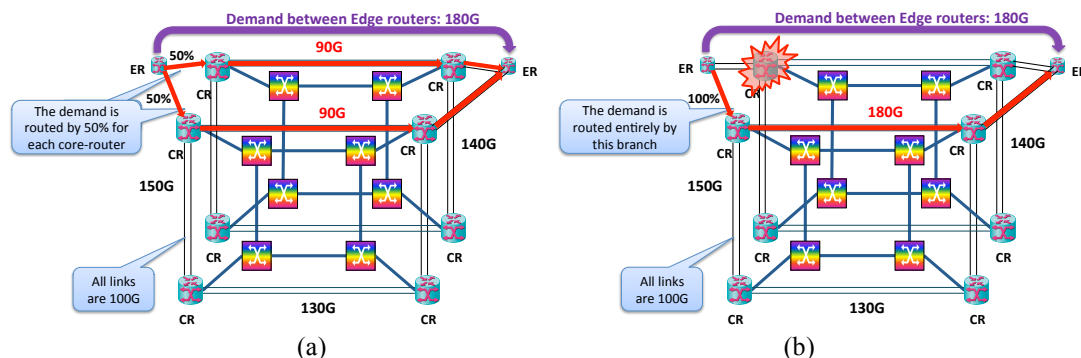 Demand between Edge routers: 180G
50%
90G
ER
CR
CR
ER
50%
The demand is
routed by 50% for
each core-router
90G
CR
CR
140G
150G
CR
CR
All links
are 100G
CR
CR
130G
(a)
Demand between Edge routers: 180G
ER
CR
CR
ER
100%
The demand is
routed entirely by
this branch
180G
CR
CR
140G
150G
CR
CR
All links
are 100G
CR
CR
130G
(b)